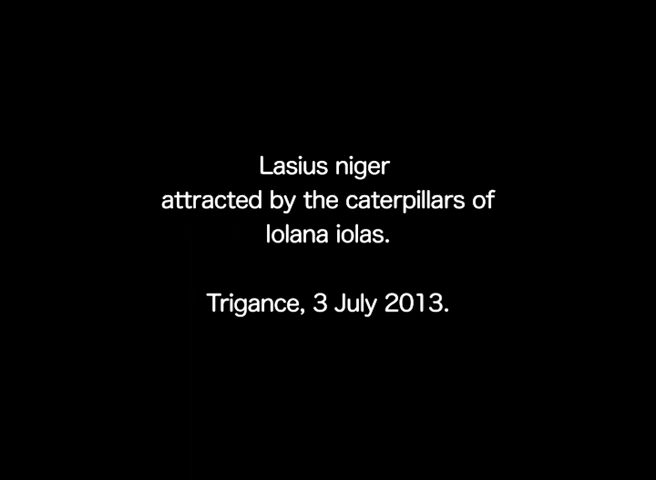 Lasius niger
attracted by the caterpillars of
Iolana iolas.
Trigance, 3 July 2013.